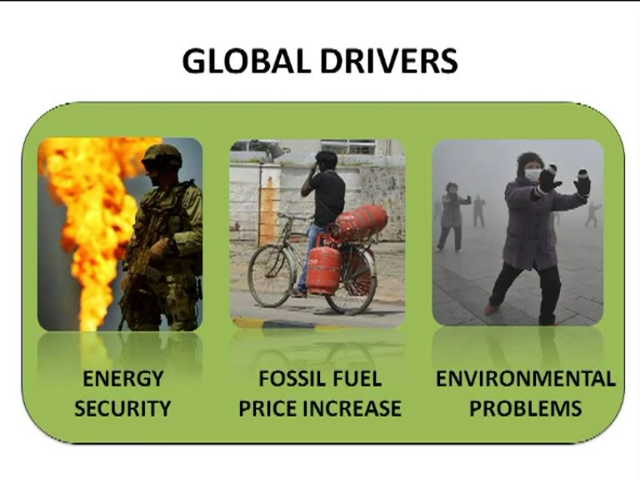 GLOBAL DRIVERS
ENERGY
SECURITY
FOSSIL FUEL
PRICE INCREASE
ENVIRONMENTAL
PROBLEMS